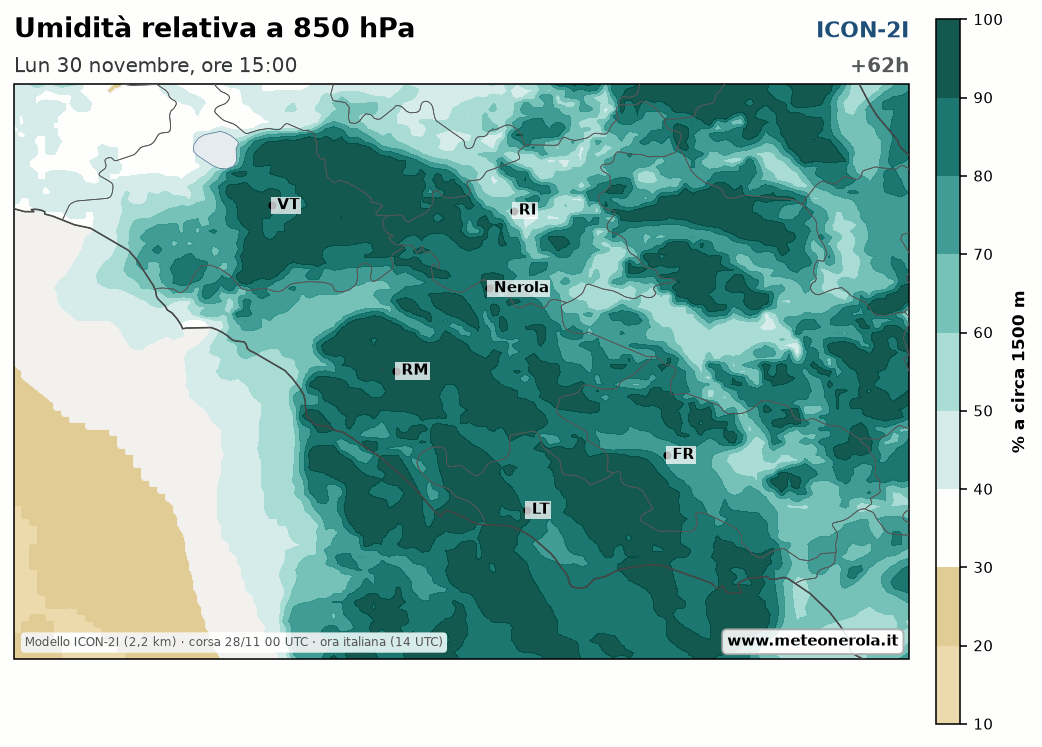 Umidità relativa a 850 hPa
ICON-2I
Lun 30 novembre, ore 15:00
+62h
100
90
80
70
60
50
40
30
20
10
% a circa 1500 m
VT
RI
Nerola
RM
FR
LT
Modello ICON-2I (2,2 km) · corsa 28/11 00 UTC · ora italiana (14 UTC)
www.meteonerola.it